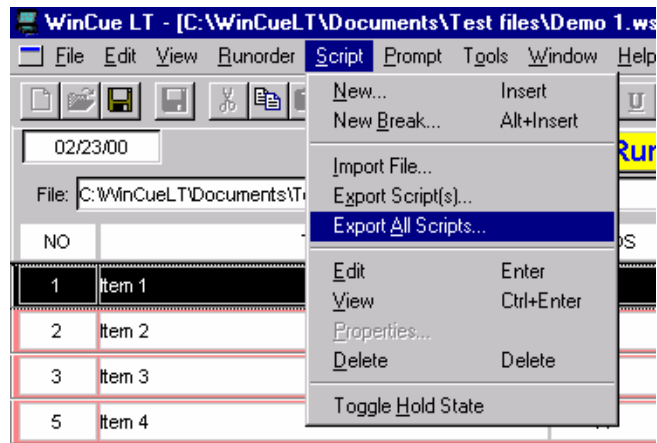 WinCue LT - [C:\WinCueLT\Documents\Test files\Demo 1.ws
File Edit View Runorder Script Prompt Tools Window Help
New... Insert
U
New Break... Alt+Insert
02/23/00
Run
Import File...
File: C:\WinCueLT\Documents\T
Export Script(s)...
Export All Scripts...
NO
1 Item 1
Edit Enter
View Ctrl+Enter
2 Item 2
Properties...
Delete Delete
3 Item 3
Toggle Hold State
5 Item 4